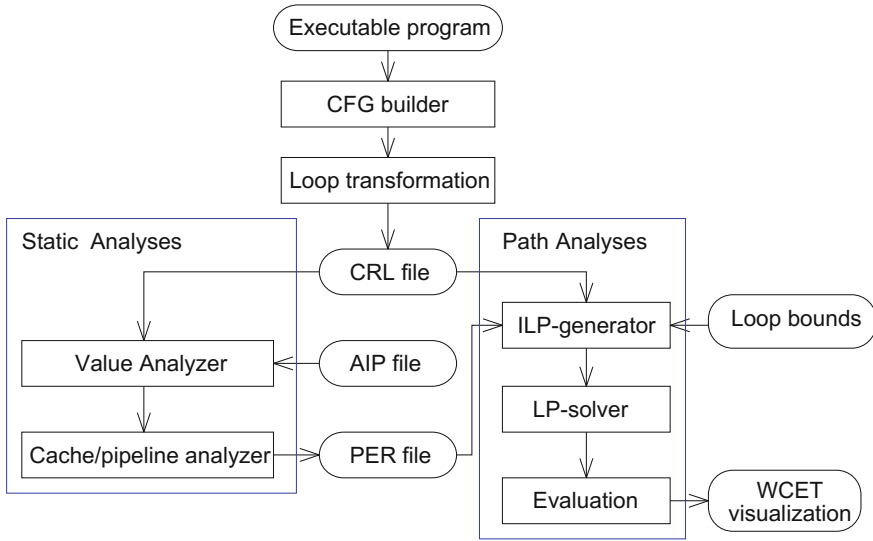 Executable program
CFG builder
Loop transformation
Static Analyses
Path Analyses
CRL file
ILP-generator
Loop bounds
Value Analyzer
AIP file
LP-solver
Cache/pipeline analyzer
PER file
Evaluation
WCET
visualization